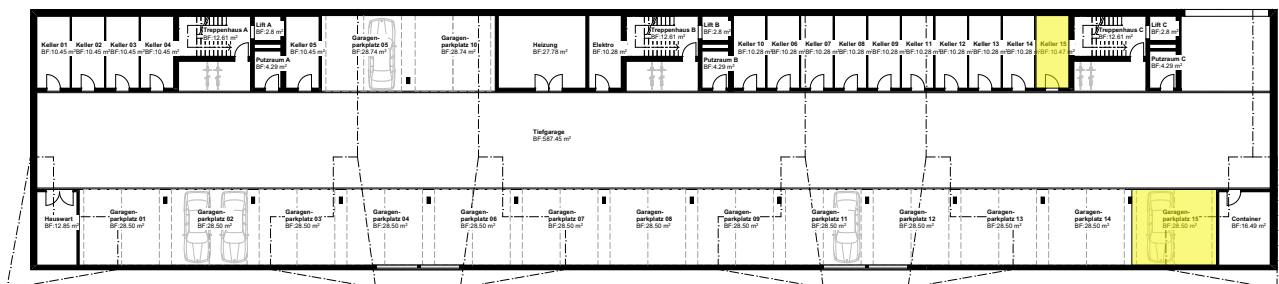 Keller 01
BF:10.45 m²
Keller 02
BF:10.45 m²
Keller 03
BF:10.45 m²
Keller 04
BF:10.45 m²
Treppenhaus A
BF:12.61 m²
Lift A
BF:2.8 m²
Putzraum A
BF:4.29 m²
Keller 05
BF:10.45 m²
Garagen-
parkplatz 05
BF:28.74 m²
Garagen-
parkplatz 10
BF:28.74 m²
Heizung
BF:27.78 m²
Elektro
BF:10.28 m²
Treppenhaus B
BF:12.61 m²
Lift B
BF:2.8 m²
Putzraum B
BF:4.29 m²
Keller 10
BF:10.28 m²
Keller 06
BF:10.28 m²
Keller 07
BF:10.28 m²
Keller 08
BF:10.28 m²
Keller 09
BF:10.28 m²
Keller 11
BF:10.28 m²
Keller 12
BF:10.28 m²
Keller 13
BF:10.28 m²
Keller 14
BF:10.28 m²
Keller 15
BF:10.47 m²
Treppenhaus C
BF:12.61 m²
Lift C
BF:2.8 m²
Putzraum C
BF:4.29 m²
Tiefgarage
BF:587.45 m²
Hauswart
BF:12.85 m²
Garagen-
parkplatz 01
BF:28.50 m²
Garagen-
parkplatz 02
BF:28.50 m²
Garagen-
parkplatz 03
BF:28.50 m²
Garagen-
parkplatz 04
BF:28.50 m²
Garagen-
parkplatz 06
BF:28.50 m²
Garagen-
parkplatz 07
BF:28.50 m²
Garagen-
parkplatz 08
BF:28.50 m²
Garagen-
parkplatz 09
BF:28.50 m²
Garagen-
parkplatz 11
BF:28.50 m²
Garagen-
parkplatz 12
BF:28.50 m²
Garagen-
parkplatz 13
BF:28.50 m²
Garagen-
parkplatz 14
BF:28.50 m²
Garagen-
parkplatz 15
BF:28.50 m²
Container
BF:16.49 m²